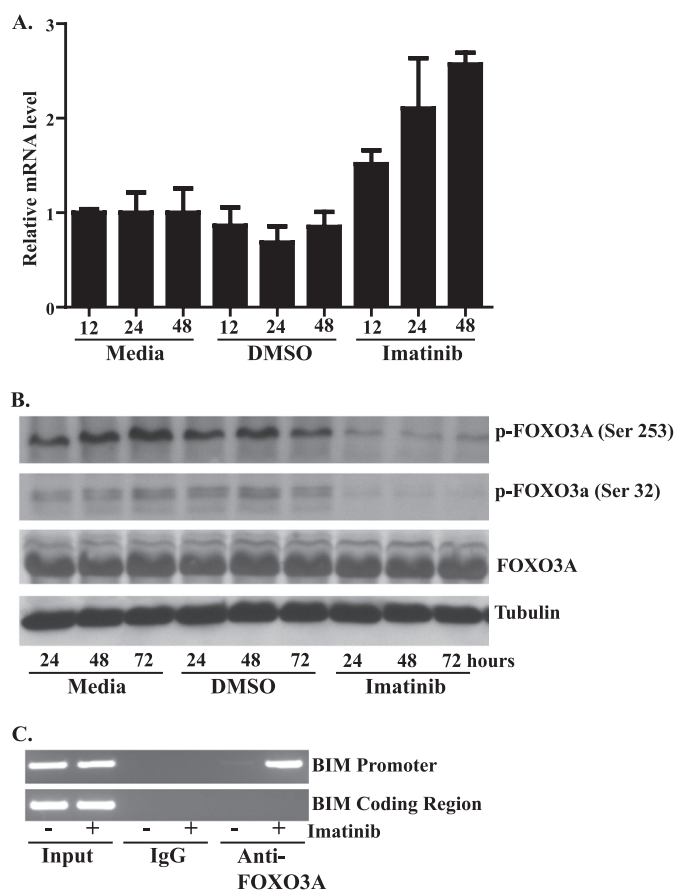 A.
3
2
1
0
Relative mRNA level
12 24 48 12 24 48 12 24 48
Media DMSO Imatinib
B.
p-FOXO3A (Ser 253)
p-FOXO3a (Ser 32)
FOXO3A
Tubulin
24 48 72 24 48 72 24 48 72 hours
Media DMSO Imatinib
C.
BIM Promoter
BIM Coding Region
- + - + - + Imatinib
Input IgG Anti-
FOXO3A